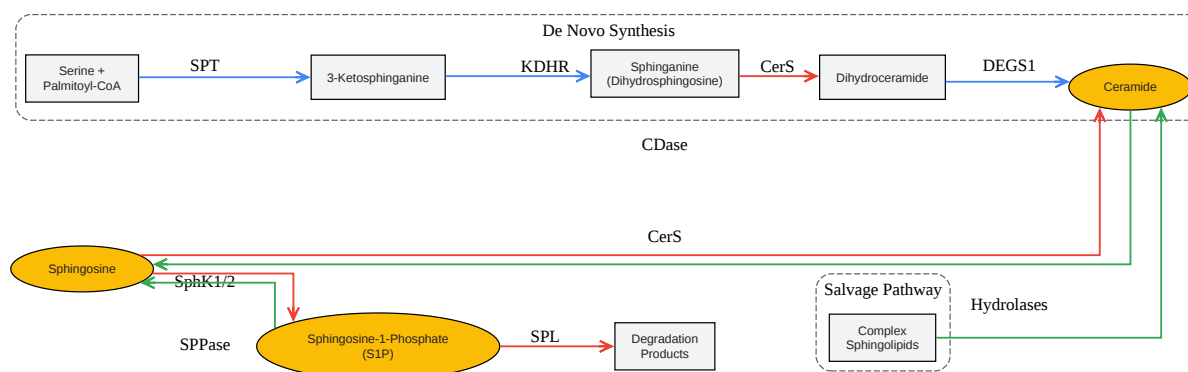 De Novo Synthesis
Serine +
Palmitoyl-CoA
SPT
3-Ketosphinganine
KDHR
Sphinganine
(Dihydrosphingosine)
CerS
Dihydroceramide
DEGS1
Ceramide
CDase
CerS
Sphingosine
SphK1/2
SPPase
Sphingosine-1-Phosphate
(S1P)
SPL
Degradation
Products
Salvage Pathway
Complex
Sphingolipids
Hydrolases